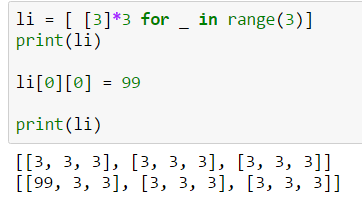 li = [ [3]*3 for _ in range(3)]
print(li)
li[0][0] = 99
print(li)
[[3, 3, 3], [3, 3, 3], [3, 3, 3]]
[[99, 3, 3], [3, 3, 3], [3, 3, 3]]